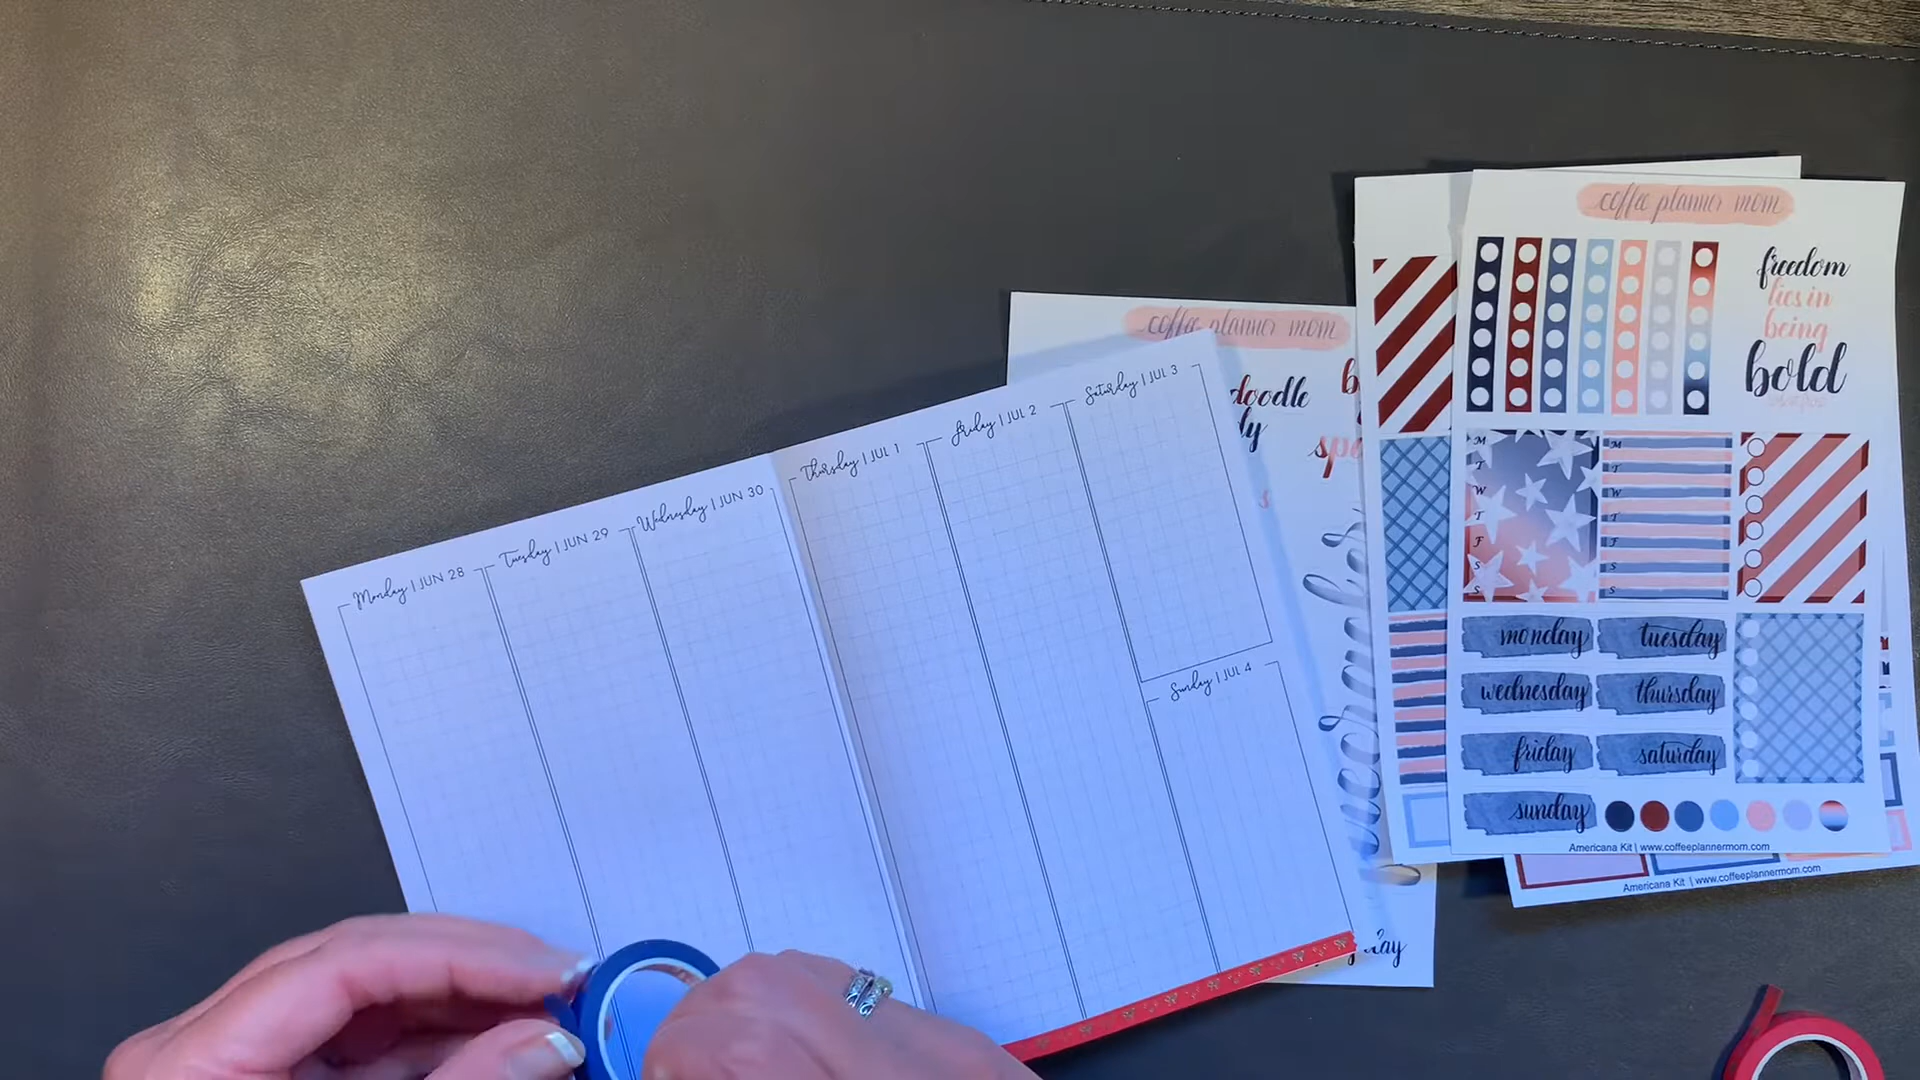 Monday | JUN 28
Tuesday | JUN 29
Wednesday | JUN 30
Thursday | JUL 1
Friday | JUL 2
Saturday | JUL 3
Sunday | JUL 4
coffee planner mom
doodle
coffee planner mom
freedom
lies in
being
bold
M
T
W
T
F
S
S
M
T
W
T
F
S
S
monday
tuesday
wednesday
thursday
friday
saturday
sunday
Americana Kit | www.coffeeplannermom.com
Americana Kit | www.coffeeplannermom.com